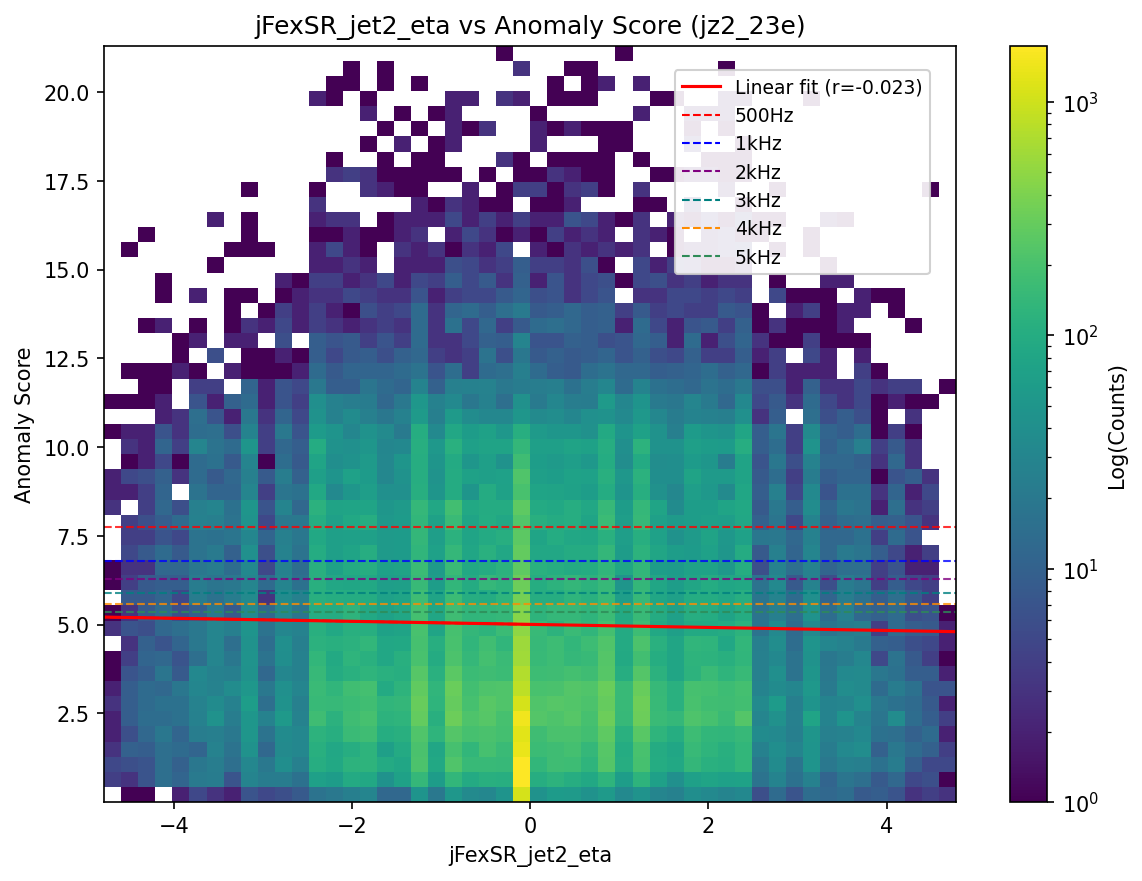 jFexSR_jet2_eta vs Anomaly Score (jz2_23e)
Linear fit (r=-0.023)
500Hz
1kHz
2kHz
3kHz
4kHz
5kHz
Anomaly Score
20.0
17.5
15.0
12.5
10.0
7.5
5.0
2.5
−4
−2
0
2
4
jFexSR_jet2_eta
10³
10²
10¹
10⁰
Log(Counts)